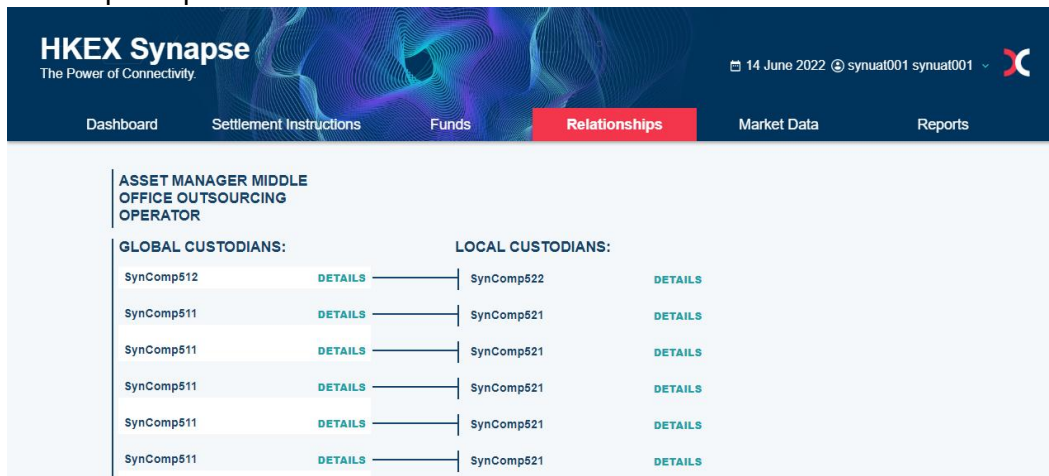 HKEX Synapse
The Power of Connectivity.
14 June 2022 synuat001 synuat001
Dashboard Settlement Instructions Funds Relationships Market Data Reports
ASSET MANAGER MIDDLE
OFFICE OUTSOURCING
OPERATOR
GLOBAL CUSTODIANS: LOCAL CUSTODIANS:
SynComp512 DETAILS SynComp522 DETAILS
SynComp511 DETAILS SynComp521 DETAILS
SynComp511 DETAILS SynComp521 DETAILS
SynComp511 DETAILS SynComp521 DETAILS
SynComp511 DETAILS SynComp521 DETAILS
SynComp511 DETAILS SynComp521 DETAILS